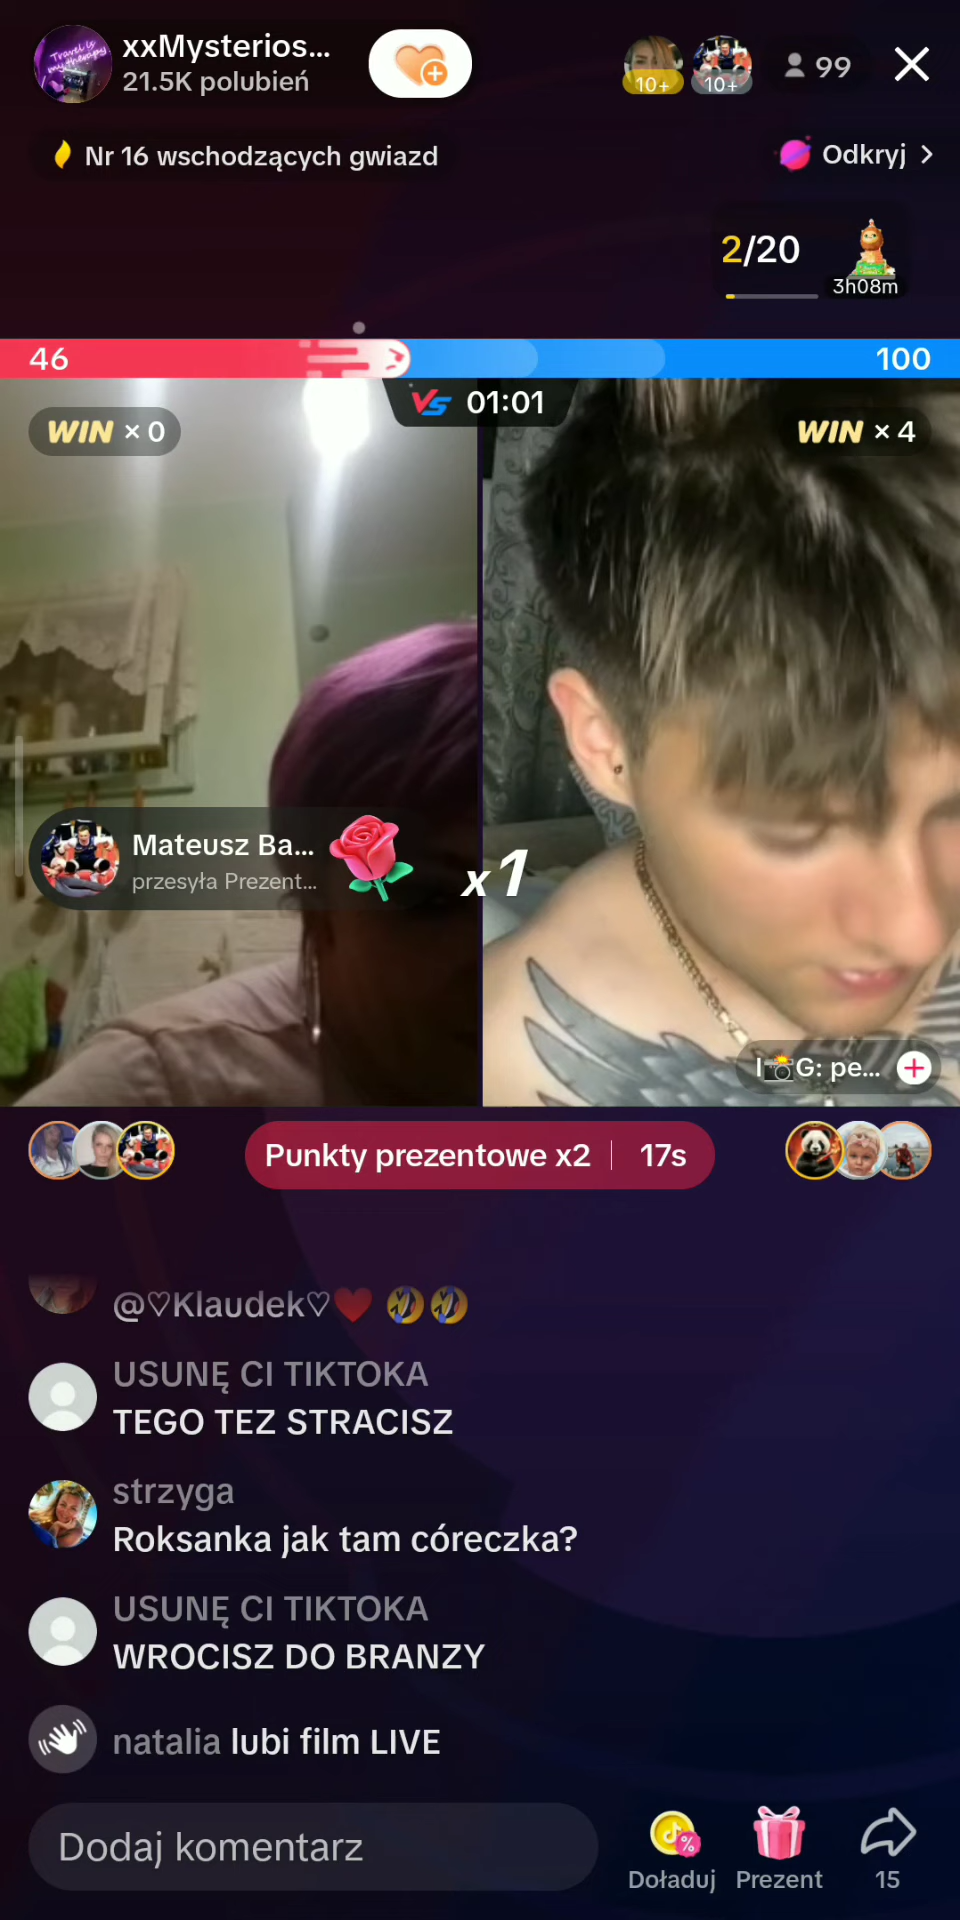 xxMysterios...
21.5K polubień
10+
10+
99
Nr 16 wschodzących gwiazd
Odkryj
2/20
3h08m
46
100
VS 01:01
WIN × 0
WIN × 4
Mateusz Ba...
przesyła Prezent...
x1
I📸G: pe...
Punkty prezentowe x2 | 17s
@♡Klaudek♡❤️ 🤣🤣
USUNĘ CI TIKTOKA
TEGO TEZ STRACISZ
strzyga
Roksanka jak tam córeczka?
USUNĘ CI TIKTOKA
WROCISZ DO BRANZY
natalia lubi film LIVE
Dodaj komentarz
Doładuj
Prezent
15